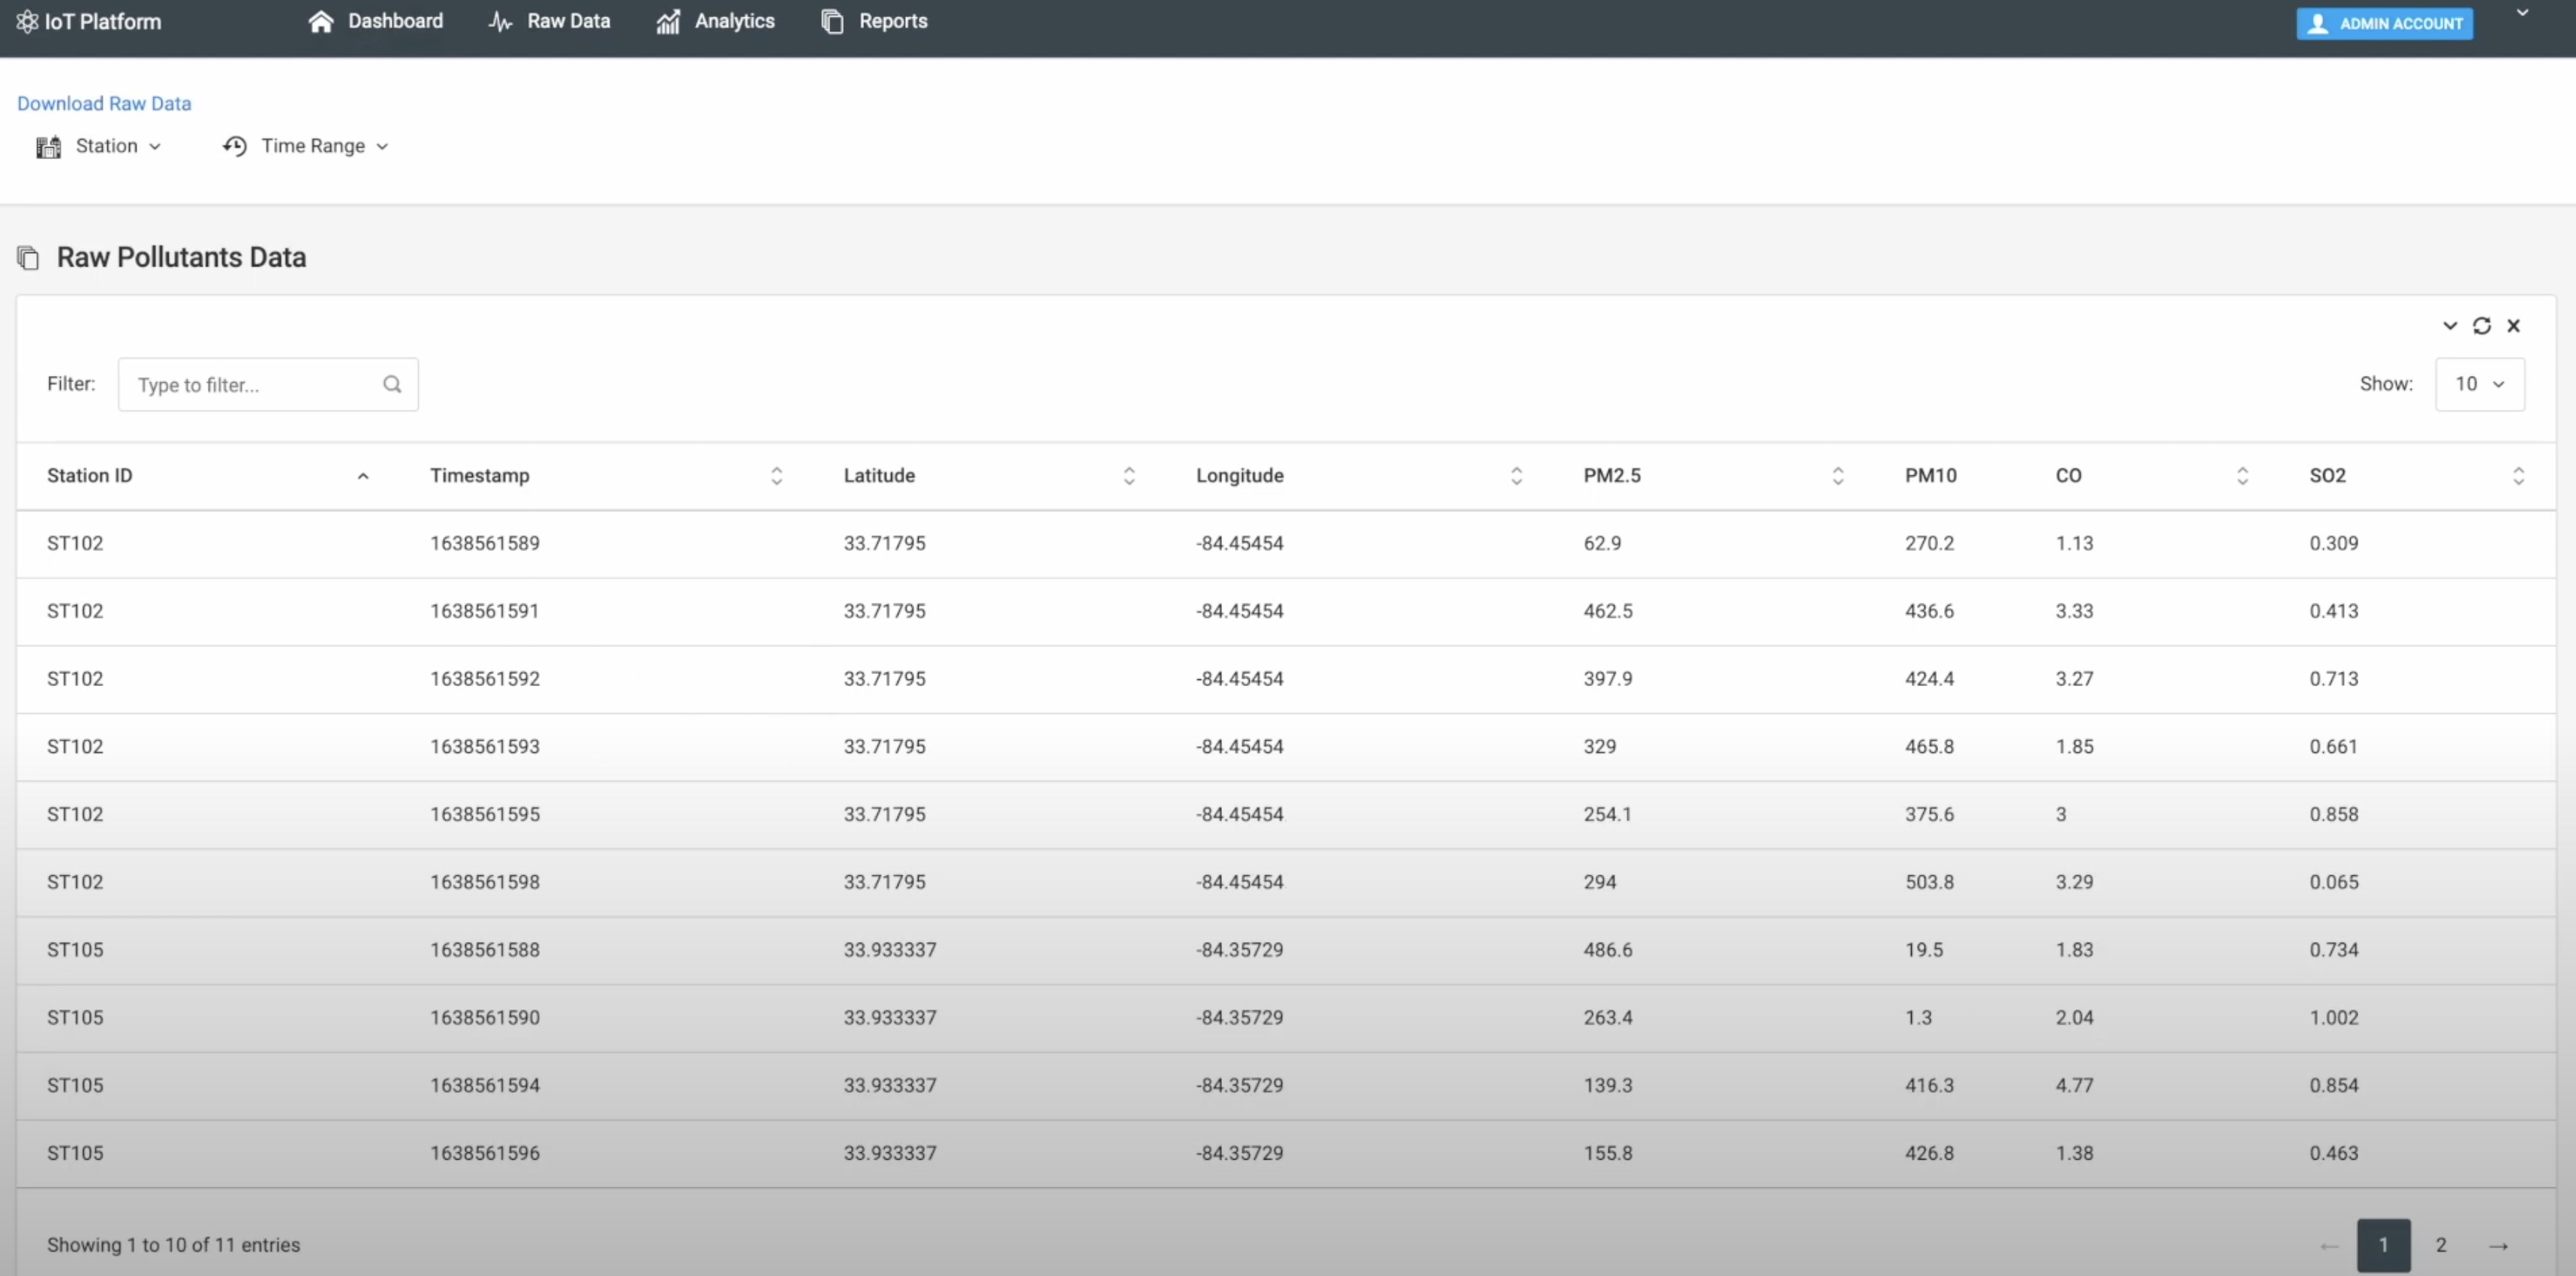 IoT Platform Dashboard Raw Data Analytics Reports ADMIN ACCOUNT
Download Raw Data
Station Time Range
Raw Pollutants Data
Filter: Type to filter... Show: 10
Station ID Timestamp Latitude Longitude PM2.5 PM10 CO SO2
ST102 1638561589 33.71795 -84.45454 62.9 270.2 1.13 0.309
ST102 1638561591 33.71795 -84.45454 462.5 436.6 3.33 0.413
ST102 1638561592 33.71795 -84.45454 397.9 424.4 3.27 0.713
ST102 1638561593 33.71795 -84.45454 329 465.8 1.85 0.661
ST102 1638561595 33.71795 -84.45454 254.1 375.6 3 0.858
ST102 1638561598 33.71795 -84.45454 294 503.8 3.29 0.065
ST105 1638561588 33.933337 -84.35729 486.6 19.5 1.83 0.734
ST105 1638561590 33.933337 -84.35729 263.4 1.3 2.04 1.002
ST105 1638561594 33.933337 -84.35729 139.3 416.3 4.77 0.854
ST105 1638561596 33.933337 -84.35729 155.8 426.8 1.38 0.463
Showing 1 to 10 of 11 entries ← 1 2 →